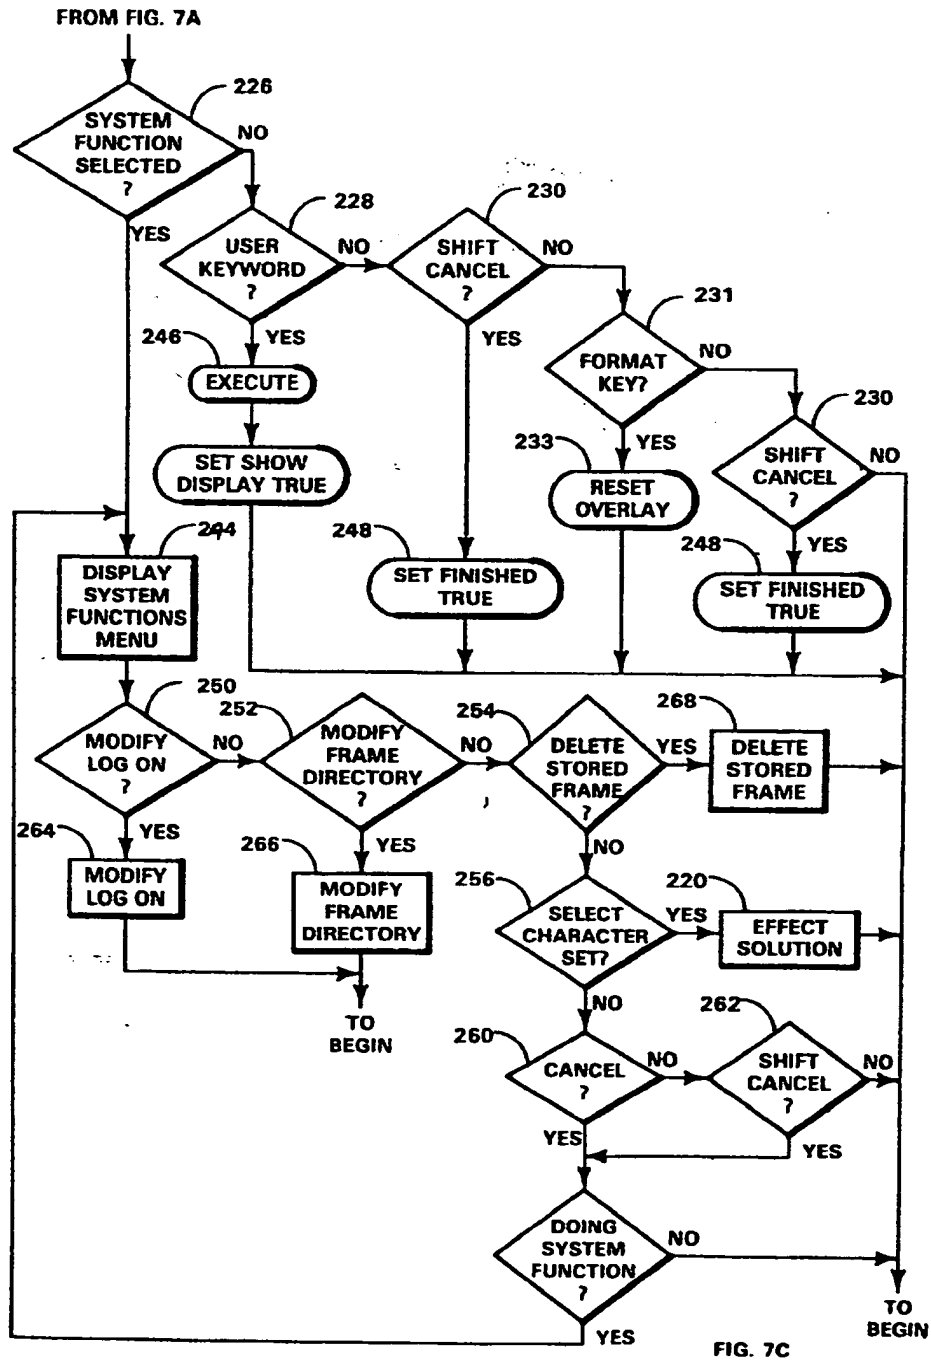 FROM FIG. 7A
226
SYSTEM
FUNCTION
SELECTED
?
NO
YES
228
USER
KEYWORD
?
NO
YES
230
SHIFT
CANCEL
?
NO
YES
231
FORMAT
KEY?
NO
YES
230
SHIFT
CANCEL
?
NO
YES
246
EXECUTE
SET SHOW
DISPLAY TRUE
233
RESET
OVERLAY
248
SET FINISHED
TRUE
248
SET FINISHED
TRUE
244
DISPLAY
SYSTEM
FUNCTIONS
MENU
250
MODIFY
LOG ON
?
NO
YES
252
MODIFY
FRAME
DIRECTORY
?
NO
YES
254
DELETE
STORED
FRAME
?
YES
NO
268
DELETE
STORED
FRAME
264
MODIFY
LOG ON
266
MODIFY
FRAME
DIRECTORY
TO
BEGIN
256
SELECT
CHARACTER
SET?
YES
NO
220
EFFECT
SOLUTION
260
CANCEL
?
NO
YES
262
SHIFT
CANCEL
?
NO
YES
DOING
SYSTEM
FUNCTION
?
NO
YES
TO
BEGIN
FIG. 7C